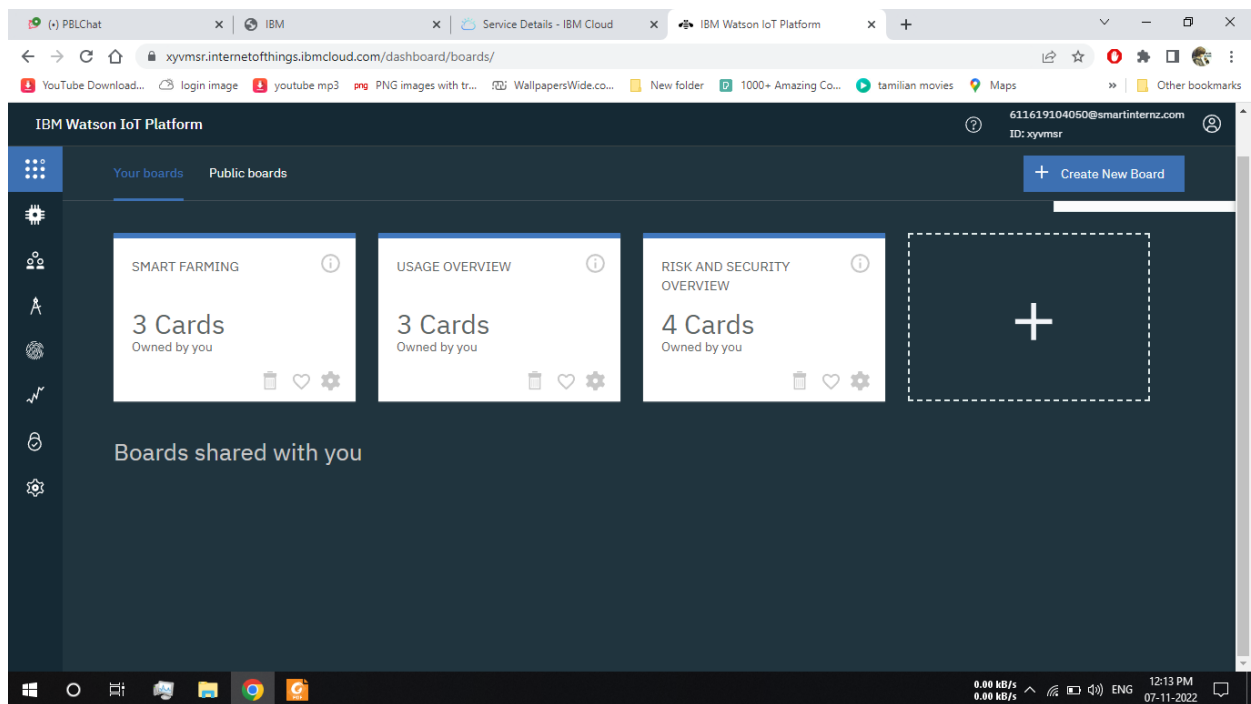 (•) PBLChat
IBM
Service Details - IBM Cloud
IBM Watson IoT Platform
xyvmsr.internetofthings.ibmcloud.com/dashboard/boards/
YouTube Download... login image youtube mp3 png PNG images with tr... WallpapersWide.co... New folder 1000+ Amazing Co... tamilian movies Maps » Other bookmarks
IBM Watson IoT Platform
611619104050@smartinternz.com
ID: xyvmsr
Your boards Public boards
Create New Board
SMART FARMING
3 Cards
Owned by you
USAGE OVERVIEW
3 Cards
Owned by you
RISK AND SECURITY
OVERVIEW
4 Cards
Owned by you
Boards shared with you
0.00 kB/s
0.00 kB/s
ENG
12:13 PM
07-11-2022